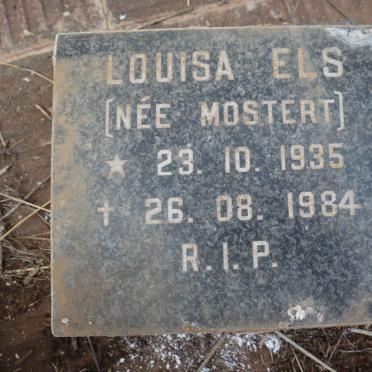 LOUISA ELS
(NÉE MOSTERT)
★ 23. 10. 1935
† 26. 08. 1984
R.I.P.